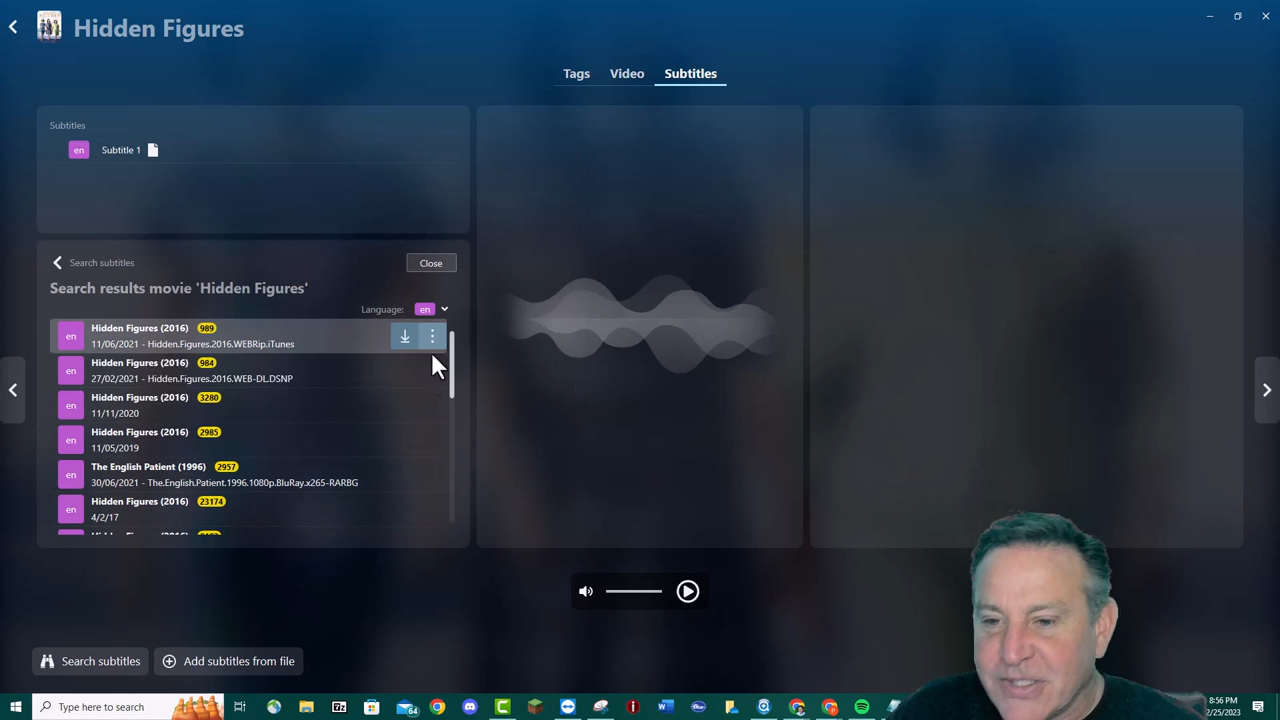 Hidden Figures
Tags Video Subtitles
Subtitles
en Subtitle 1
Search subtitles Close
Search results movie 'Hidden Figures'
Language: en
en Hidden Figures (2016) 989
11/06/2021 - Hidden.Figures.2016.WEBRip.iTunes
en Hidden Figures (2016) 984
27/02/2021 - Hidden.Figures.2016.WEB-DL.DSNP
en Hidden Figures (2016) 3280
11/11/2020
en Hidden Figures (2016) 2985
11/05/2019
en The English Patient (1996) 2957
30/06/2021 - The.English.Patient.1996.1080p.BluRay.x265-RARBG
en Hidden Figures (2016) 23174
4/2/17
Hidden Figures (2016)
Search subtitles Add subtitles from file
Type here to search
64
8:56 PM
2/25/2023